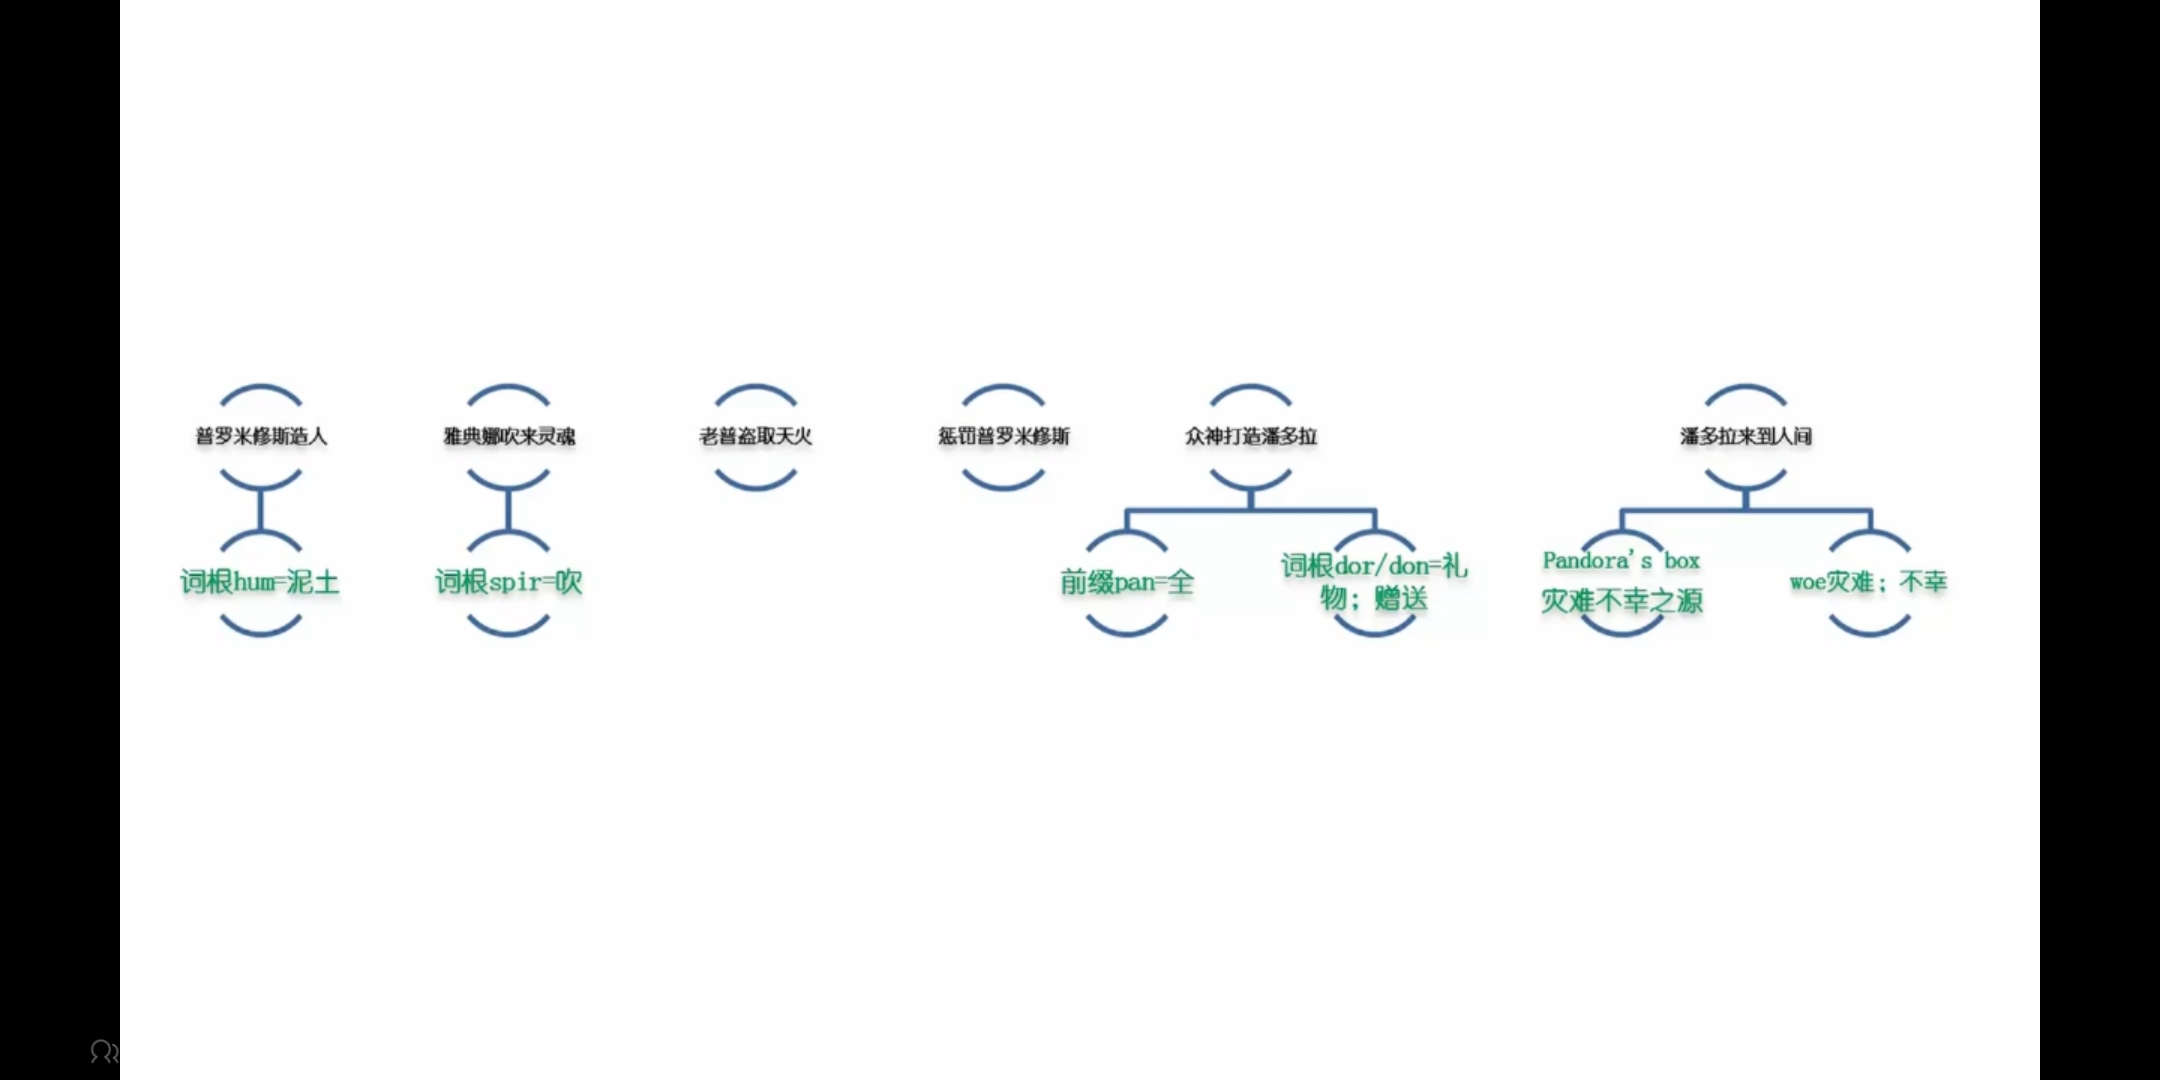 普罗米修斯造人
雅典娜吹来灵魂
老普盗取天火
惩罚普罗米修斯
众神打造潘多拉
潘多拉来到人间
词根hum=泥土
词根spir=吹
前缀pan=全
词根dor/don=礼
物；赠送
Pandora's box
灾难不幸之源
woe灾难；不幸